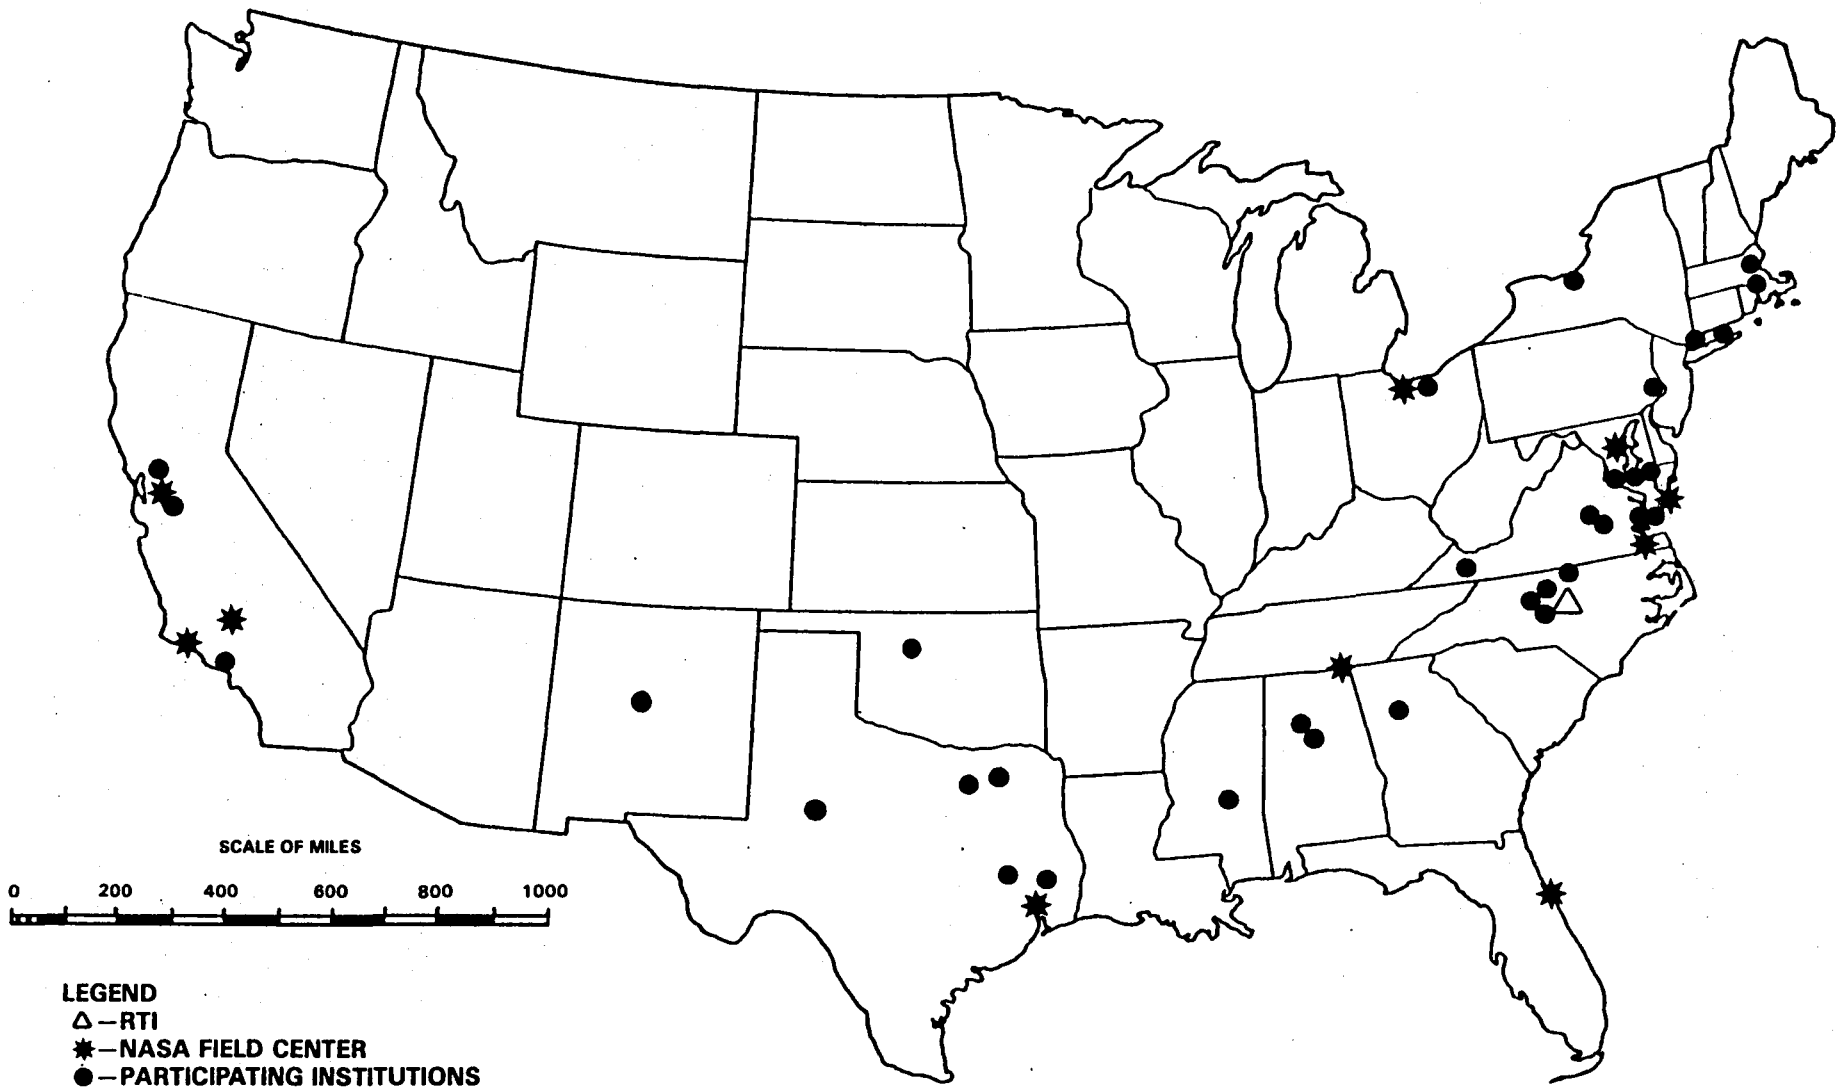 SCALE OF MILES
0 200 400 600 800 1000
LEGEND
△ – RTI
✷ – NASA FIELD CENTER
● – PARTICIPATING INSTITUTIONS